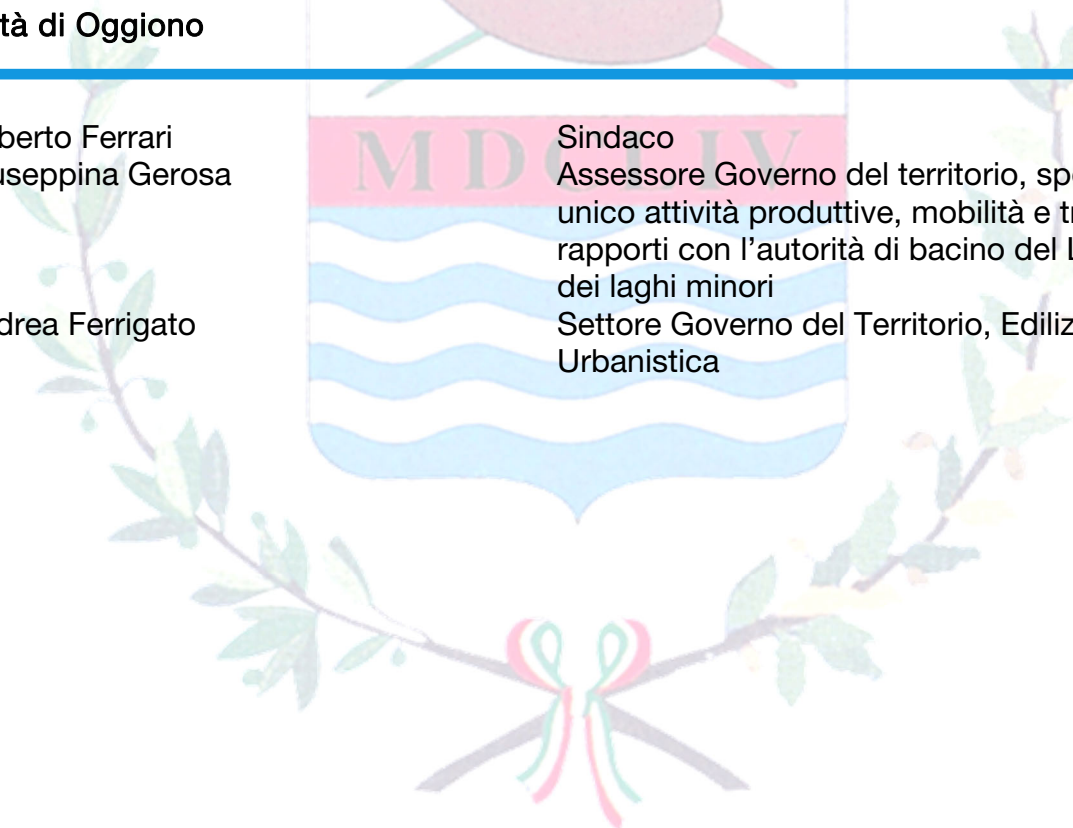 tà di Oggiono
berto Ferrari Sindaco
useppina Gerosa Assessore Governo del territorio, sp
unico attività produttive, mobilità e t
rapporti con l’autorità di bacino del L
dei laghi minori
drea Ferrigato Settore Governo del Territorio, Ediliz
Urbanistica
MDCLIV